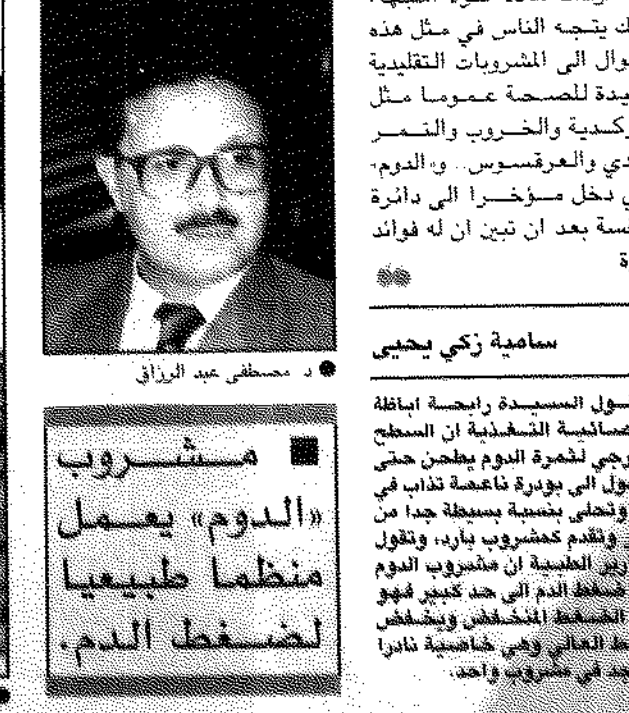 ك يتجه الناس في مثل هذه
وال الى المشروبات التقليدية
يدة للصحة عموما مثل
ركدية والخروب والتمر
دي والعرقسوس.. و«الدوم»
ي دخل مؤخرا الى دائرة
سة بعد ان تبين ان له فوائد
ة
سامية زكي يحيى
ول السيدة رابحة اباظة
صائية التغذية ان السطح
رجي لثمرة الدوم يطحن حتى
ول الى بودرة ناعمة تذاب في
وتحلى بنسبة بسيطة جدا من
وتقدم كمشروب بارد، وتقول
ارير الطبية ان مشروب الدوم
ضغط الدم الى حد كبير فهو
الضغط المنخفض ويخفض
ط العالي وهي خاصية نادرا
جد في مشروب واحد.
د. مصطفى عبد الرزاق
مشروب
«الدوم» يعمل
منظما طبيعيا
لضغط الدم.